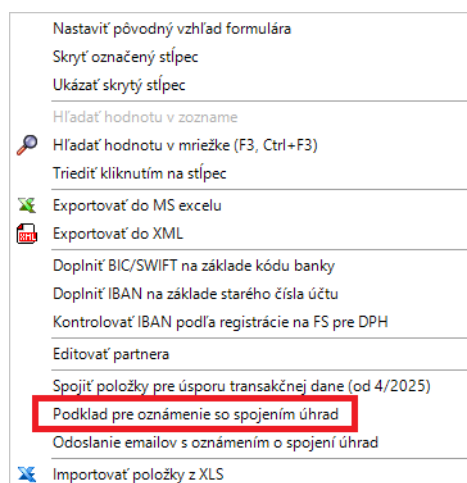 Nastaviť pôvodný vzhľad formulára
Skryť označený stĺpec
Ukázať skrytý stĺpec
Hľadať hodnotu v zozname
Hľadať hodnotu v mriežke (F3, Ctrl+F3)
Triediť kliknutím na stĺpec
Exportovať do MS excelu
Exportovať do XML
Doplniť BIC/SWIFT na základe kódu banky
Doplniť IBAN na základe starého čísla účtu
Kontrolovať IBAN podľa registrácie na FS pre DPH
Editovať partnera
Spojiť položky pre úsporu transakčnej dane (od 4/2025)
Podklad pre oznámenie so spojením úhrad
Odoslanie emailov s oznámením o spojení úhrad
Importovať položky z XLS